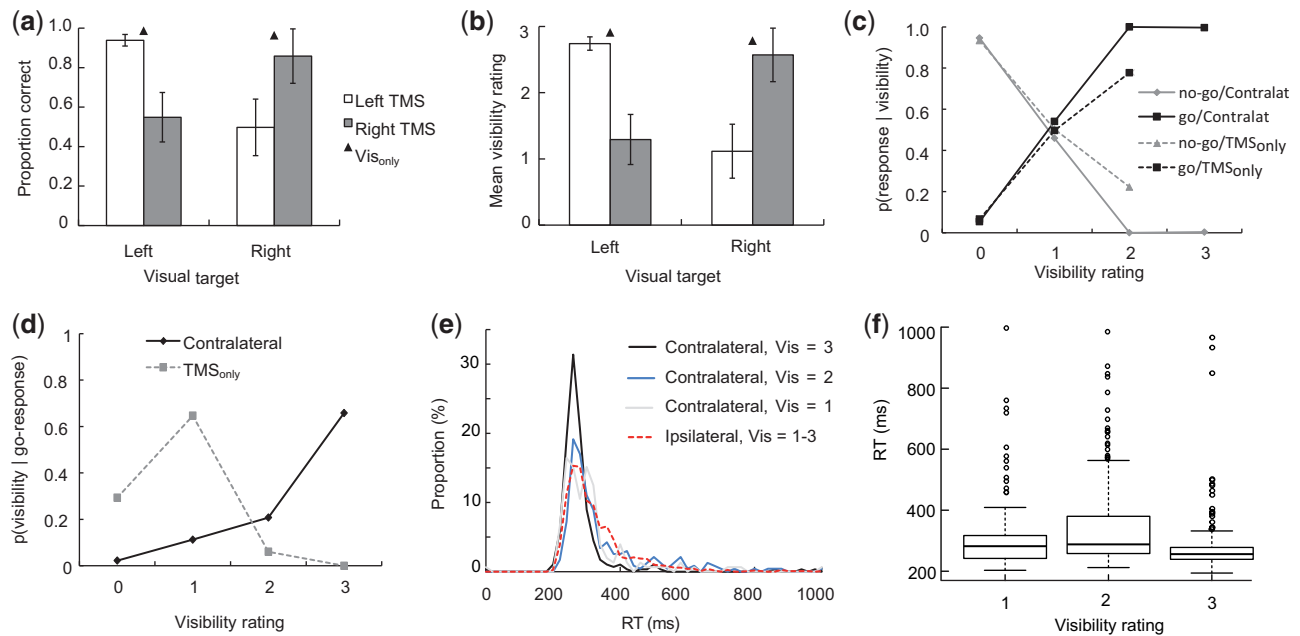 (a)
Proportion correct
1.0
0.8
0.6
0.4
0.2
0
Left
Right
Visual target
Left TMS
Right TMS
Vis only
(b)
Mean visibility rating
3
2
1
0
Left
Right
Visual target
(c)
p(response | visibility)
1.0
0.8
0.6
0.4
0.2
0
0 1 2 3
Visibility rating
no-go/Contralat
go/Contralat
no-go/TMSonly
go/TMSonly
(d)
p(visibility | go-response)
1
0.8
0.6
0.4
0.2
0
0 1 2 3
Visibility rating
Contralateral
TMSonly
(e)
Proportion (%)
30
20
10
0
0 200 400 600 800 1000
RT (ms)
Contralateral, Vis = 3
Contralateral, Vis = 2
Contralateral, Vis = 1
Ipsilateral, Vis = 1-3
(f)
RT (ms)
1000
800
600
400
200
1 2 3
Visibility rating